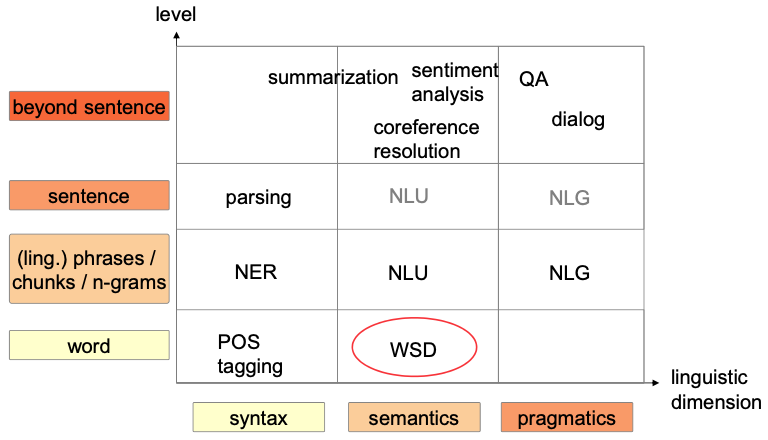 level
beyond sentence
summarization
sentiment
analysis
QA
coreference
resolution
dialog
sentence
parsing
NLU
NLG
(ling.) phrases /
chunks / n-grams
NER
NLU
NLG
word
POS
tagging
WSD
linguistic
dimension
syntax
semantics
pragmatics